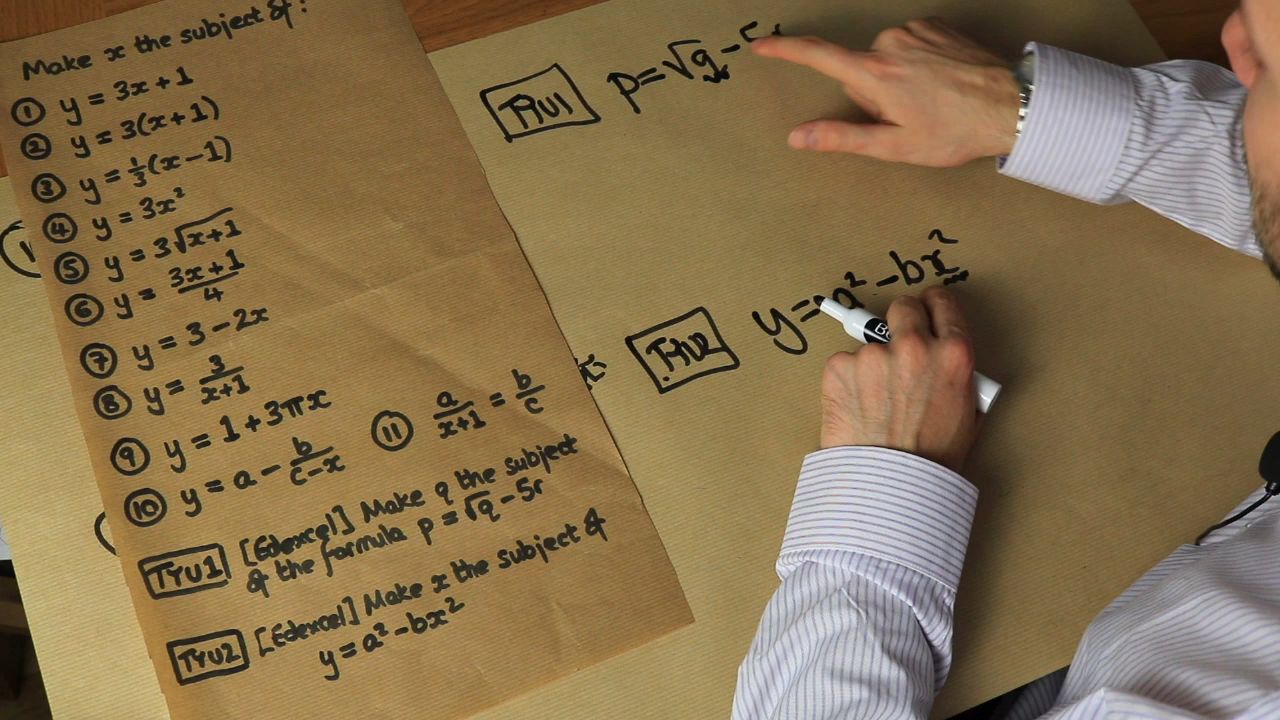 Make x the subject of:
① y = 3x + 1
② y = 3(x+1)
③ y = 1/3(x-1)
④ y = 3x²
⑤ y = 3√(x+1)
⑥ y = (3x+1)/4
⑦ y = 3 - 2x
⑧ y = 3/(x+1)
⑨ y = 1 + 3πx
⑩ y = a - b/(c-x)
⑪ a/(x+1) = b/c
TYU1 [Edexcel] Make q the subject
of the formula p = √q - 5r
TYU2 [Edexcel] Make x the subject of
y = a² - bx²
TYU1 p = √q - 5r
TYU2 y = a² - bx²